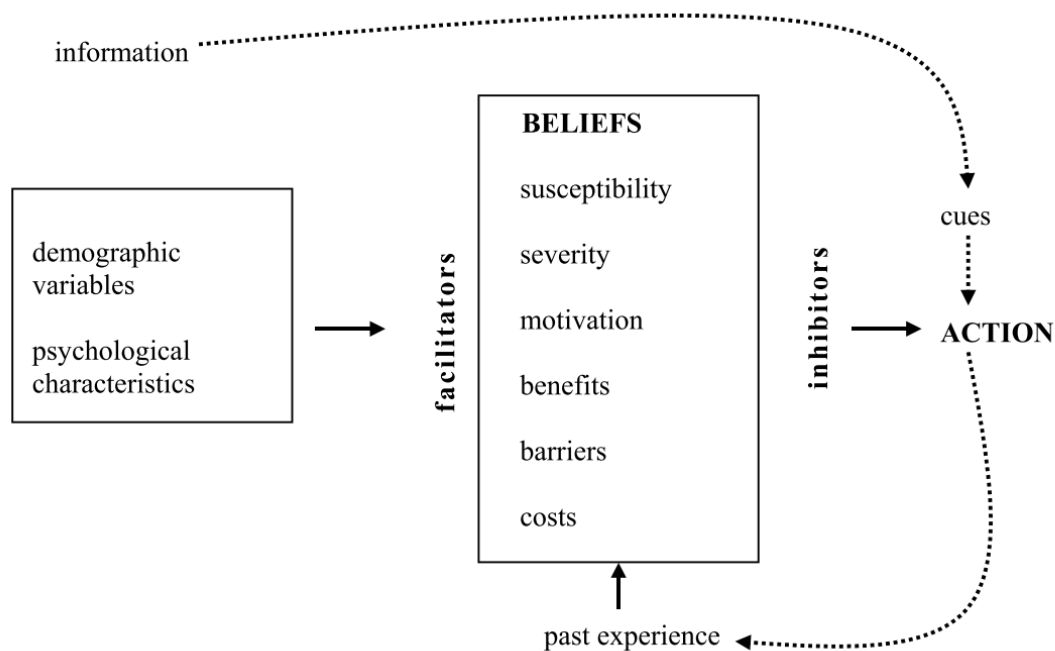 information
BELIEFS
susceptibility
severity
motivation
benefits
barriers
costs
demographic
variables
psychological
characteristics
facilitators
inhibitors
cues
ACTION
past experience